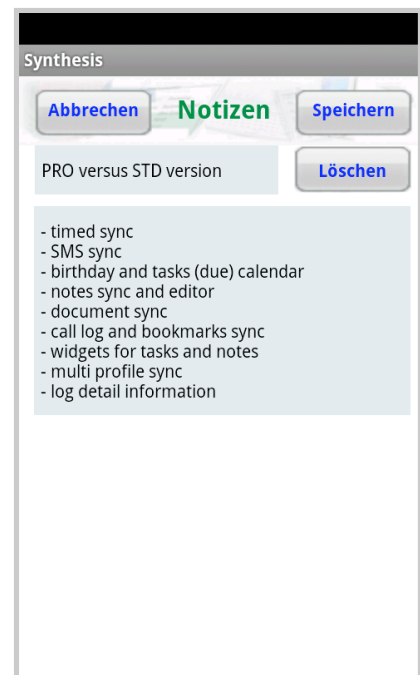 Synthesis
Abbrechen Notizen Speichern
PRO versus STD version Löschen
- timed sync
- SMS sync
- birthday and tasks (due) calendar
- notes sync and editor
- document sync
- call log and bookmarks sync
- widgets for tasks and notes
- multi profile sync
- log detail information